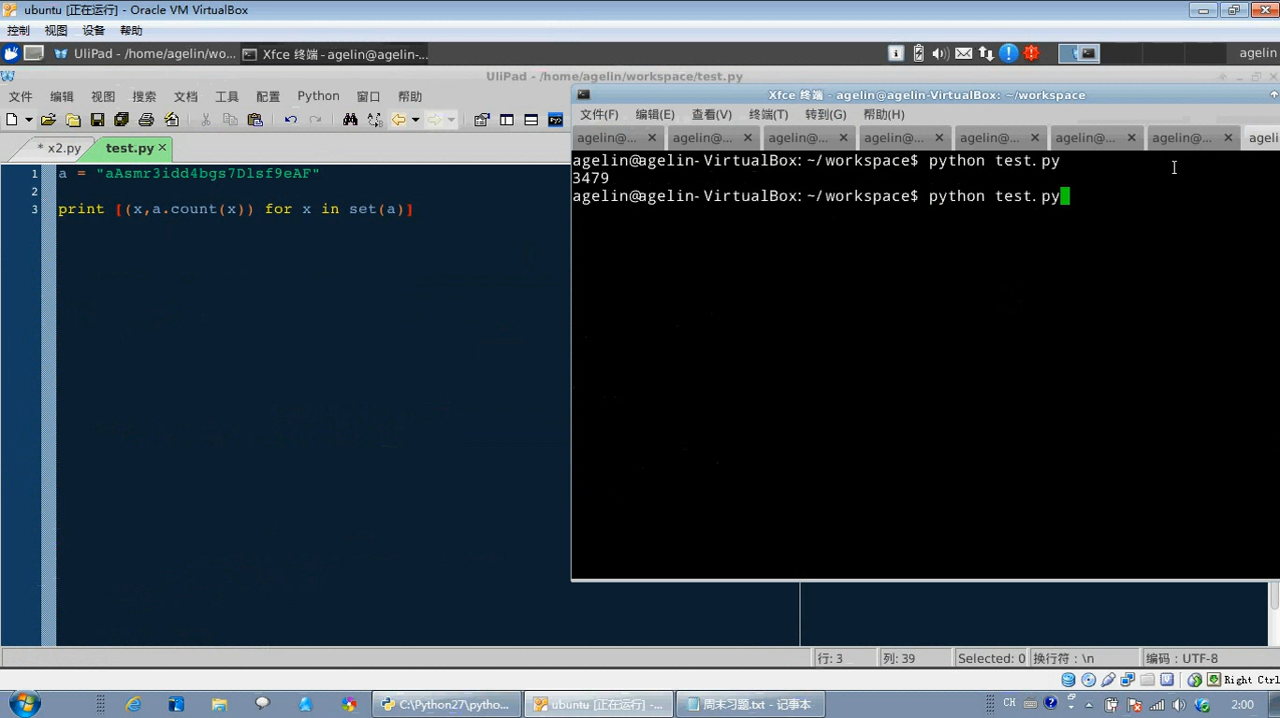 ubuntu [正在运行] - Oracle VM VirtualBox
控制 视图 设备 帮助
UliPad - /home/agelin/wo... Xfce 终端 - agelin@agelin-... agelin
UliPad - /home/agelin/workspace/test.py
文件 编辑 视图 搜索 文档 工具 配置 Python 窗口 帮助
* x2.py test.py
1 a = "aAsmr3idd4bgs7Dlsf9eAF"
2
3 print [(x,a.count(x)) for x in set(a)]
Xfce 终端 - agelin@agelin-VirtualBox: ~/workspace
文件(F) 编辑(E) 查看(V) 终端(T) 转到(G) 帮助(H)
agelin@... agelin@... agelin@... agelin@... agelin@... agelin@... agelin@... ageli
agelin@agelin-VirtualBox:~/workspace$ python test.py
3479
agelin@agelin-VirtualBox:~/workspace$ python test.py
行: 3 列: 39 Selected: 0 换行符: \n 编码: UTF-8
Right Ctrl
C:\Python27\pytho... ubuntu [正在运行] -... 周末习题.txt - 记事本 CH 2:00